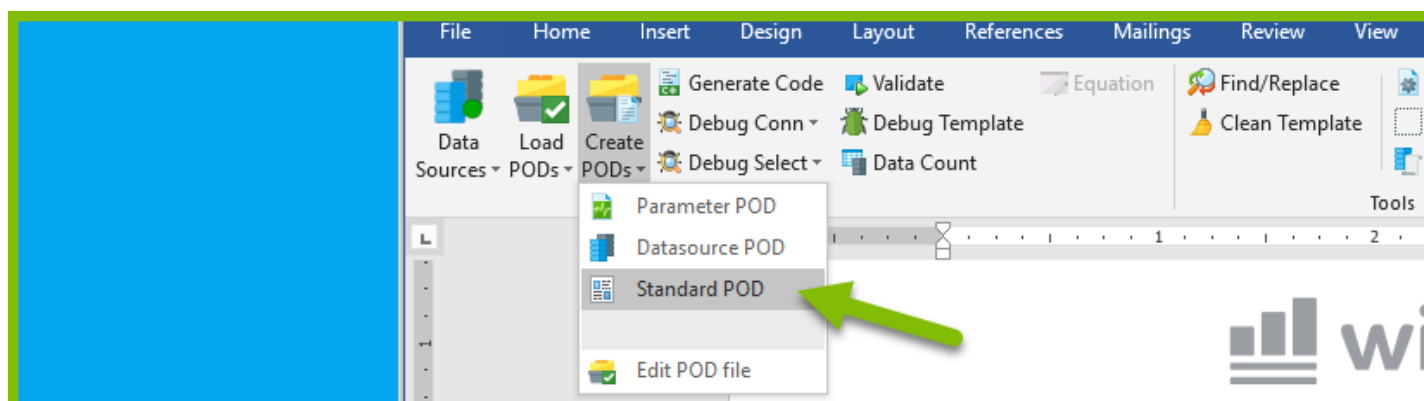 File Home Insert Design Layout References Mailings Review View
Generate Code Validate Equation Find/Replace
Debug Conn Debug Template Clean Template
Data Sources Load PODs Create PODs
Debug Select Data Count
Tools
Parameter POD
L 1 2
Datasource POD
Standard POD
1
Edit POD file